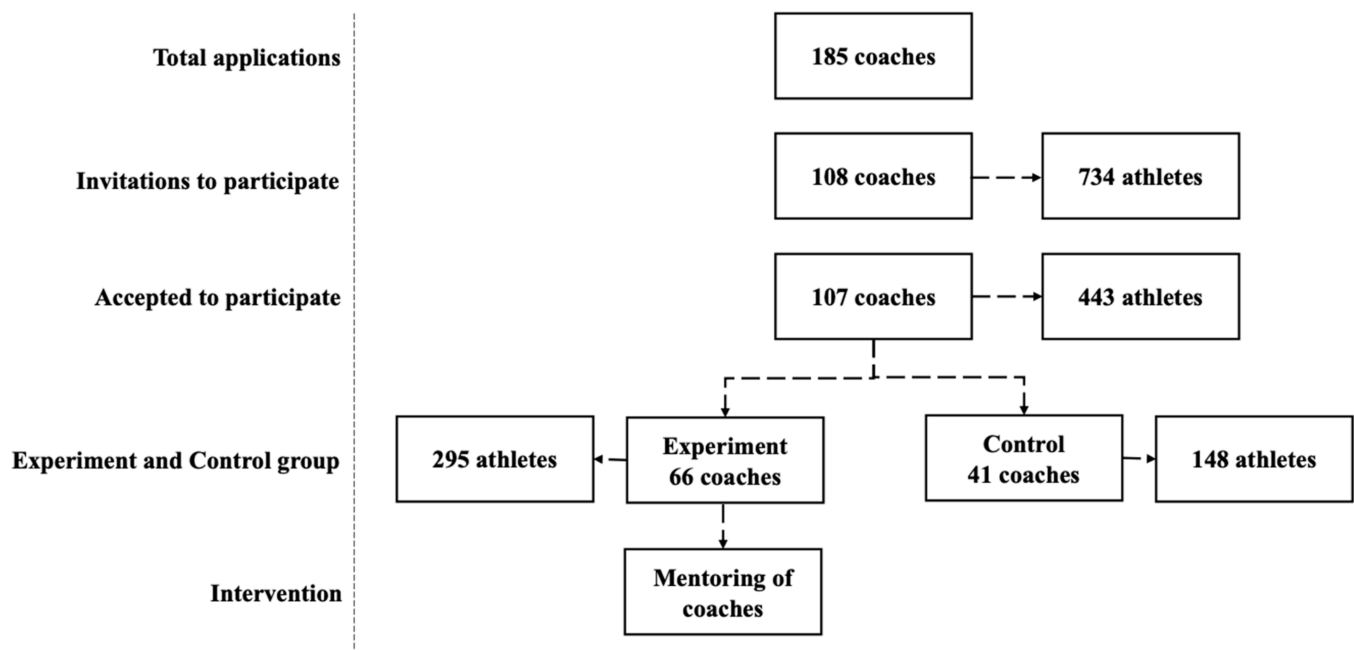 Total applications
185 coaches
Invitations to participate
108 coaches
734 athletes
Accepted to participate
107 coaches
443 athletes
Experiment and Control group
295 athletes
Experiment
66 coaches
Control
41 coaches
148 athletes
Intervention
Mentoring of
coaches